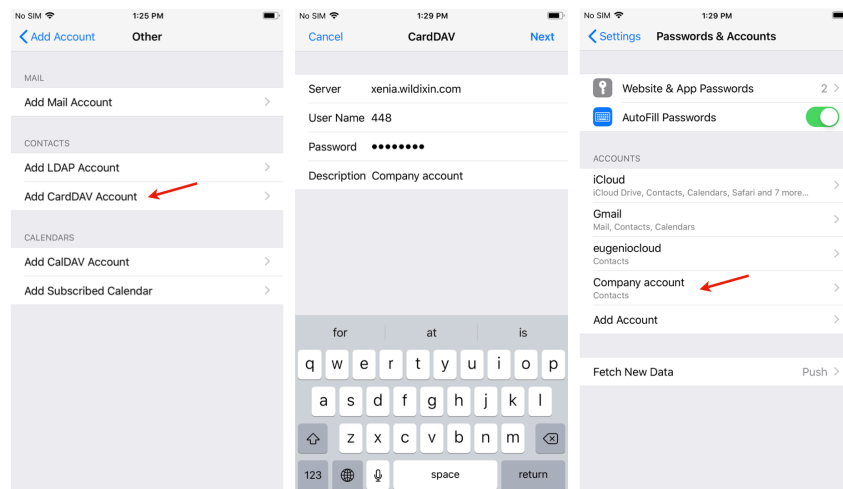 No SIM 1:25 PM
Add Account Other
MAIL
Add Mail Account
CONTACTS
Add LDAP Account
Add CardDAV Account
CALENDARS
Add CalDAV Account
Add Subscribed Calendar
No SIM 1:29 PM
Cancel CardDAV Next
Server xenia.wildixin.com
User Name 448
Password ●●●●●●●●
Description Company account
for at is
q w e r t y u i o p
a s d f g h j k l
z x c v b n m
123 space return
No SIM 1:29 PM
Settings Passwords & Accounts
Website & App Passwords 2
AutoFill Passwords
ACCOUNTS
iCloud
iCloud Drive, Contacts, Calendars, Safari and 7 more...
Gmail
Mail, Contacts, Calendars
eugeniocloud
Contacts
Company account
Contacts
Add Account
Fetch New Data Push